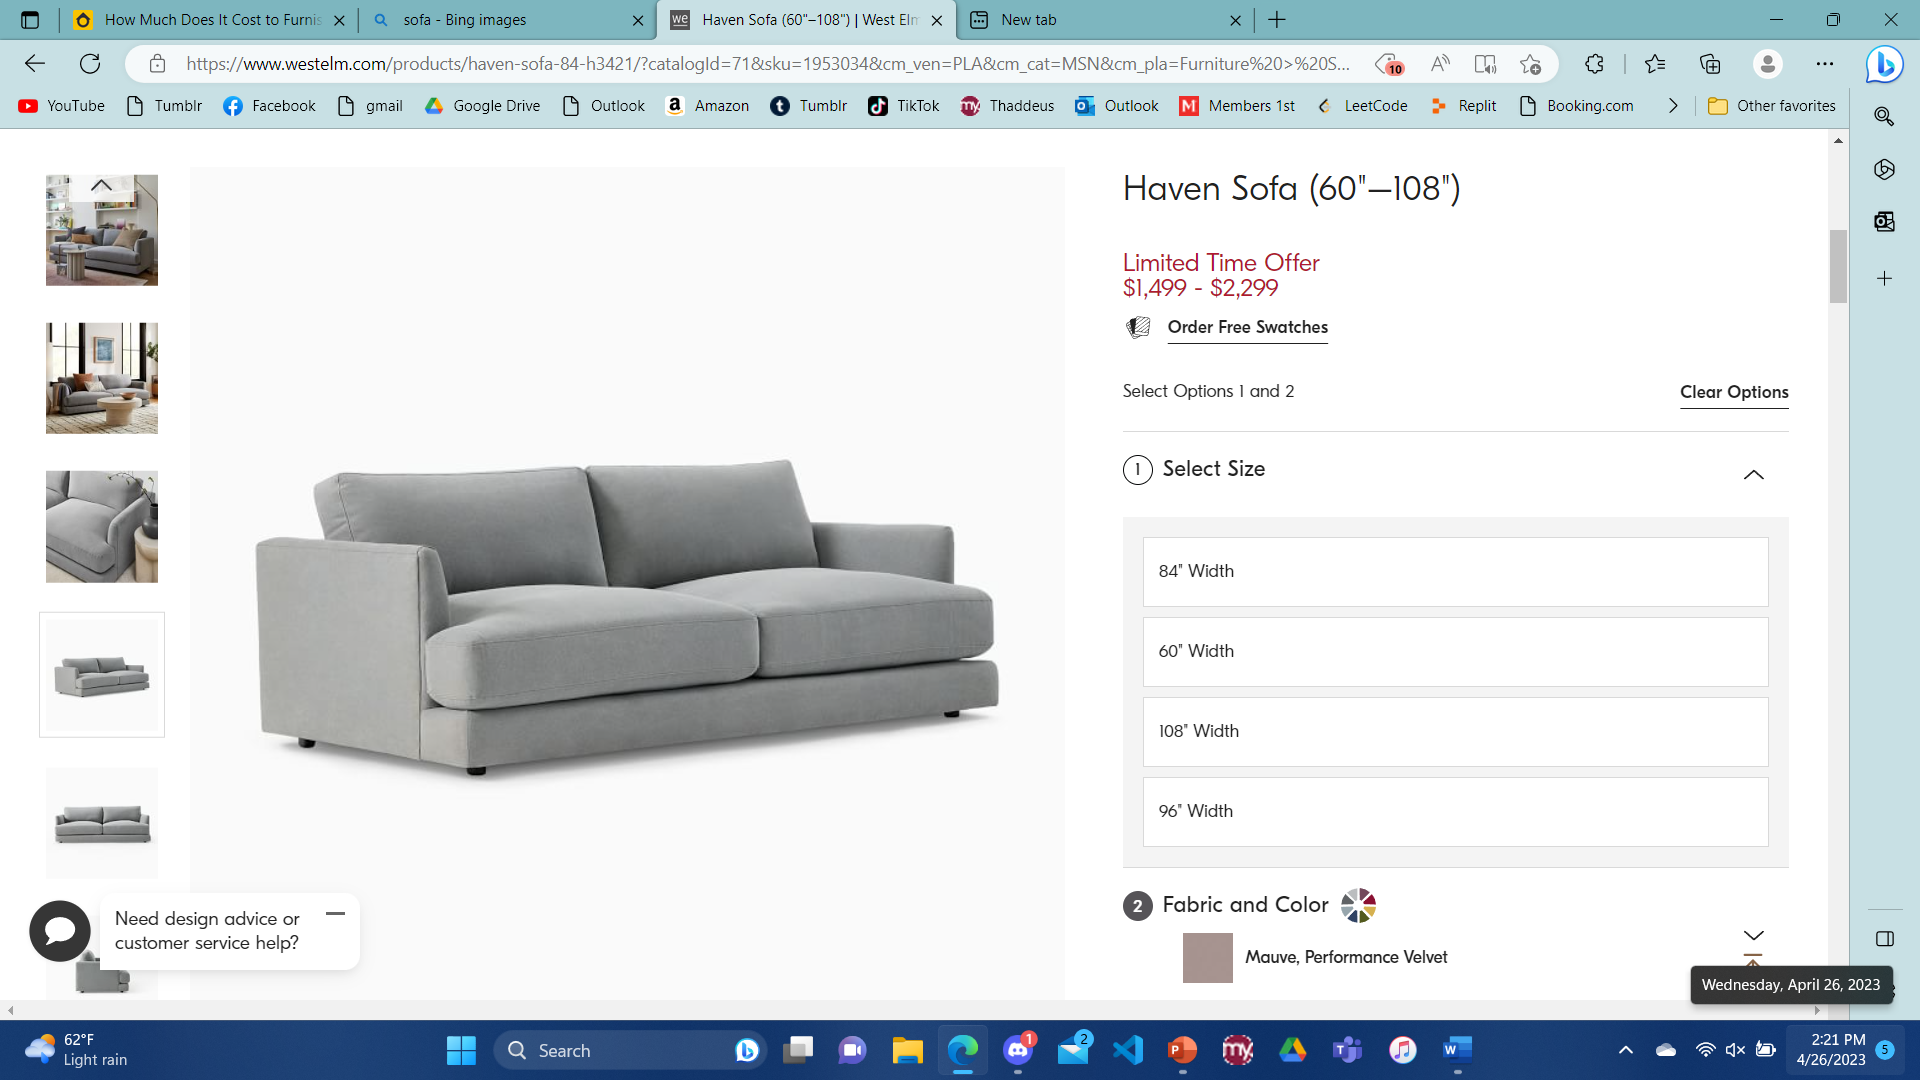 How Much Does It Cost to Furnis
sofa - Bing images
we
Haven Sofa (60"–108") | West Elm
New tab
https://www.westelm.com/products/haven-sofa-84-h3421/?catalogId=71&sku=1953034&cm_ven=PLA&cm_cat=MSN&cm_pla=Furniture%20>%20S...
10
YouTube
Tumblr
Facebook
gmail
Google Drive
Outlook
Amazon
Tumblr
TikTok
Thaddeus
Outlook
Members 1st
LeetCode
Replit
Booking.com
Other favorites
Haven Sofa (60"–108")
Limited Time Offer
$1,499 - $2,299
Order Free Swatches
Select Options 1 and 2
Clear Options
1 Select Size
84" Width
60" Width
108" Width
96" Width
2 Fabric and Color
Mauve, Performance Velvet
Need design advice or
customer service help?
Wednesday, April 26, 2023
62°F
Light rain
Search
1
2
2:21 PM
4/26/2023
5